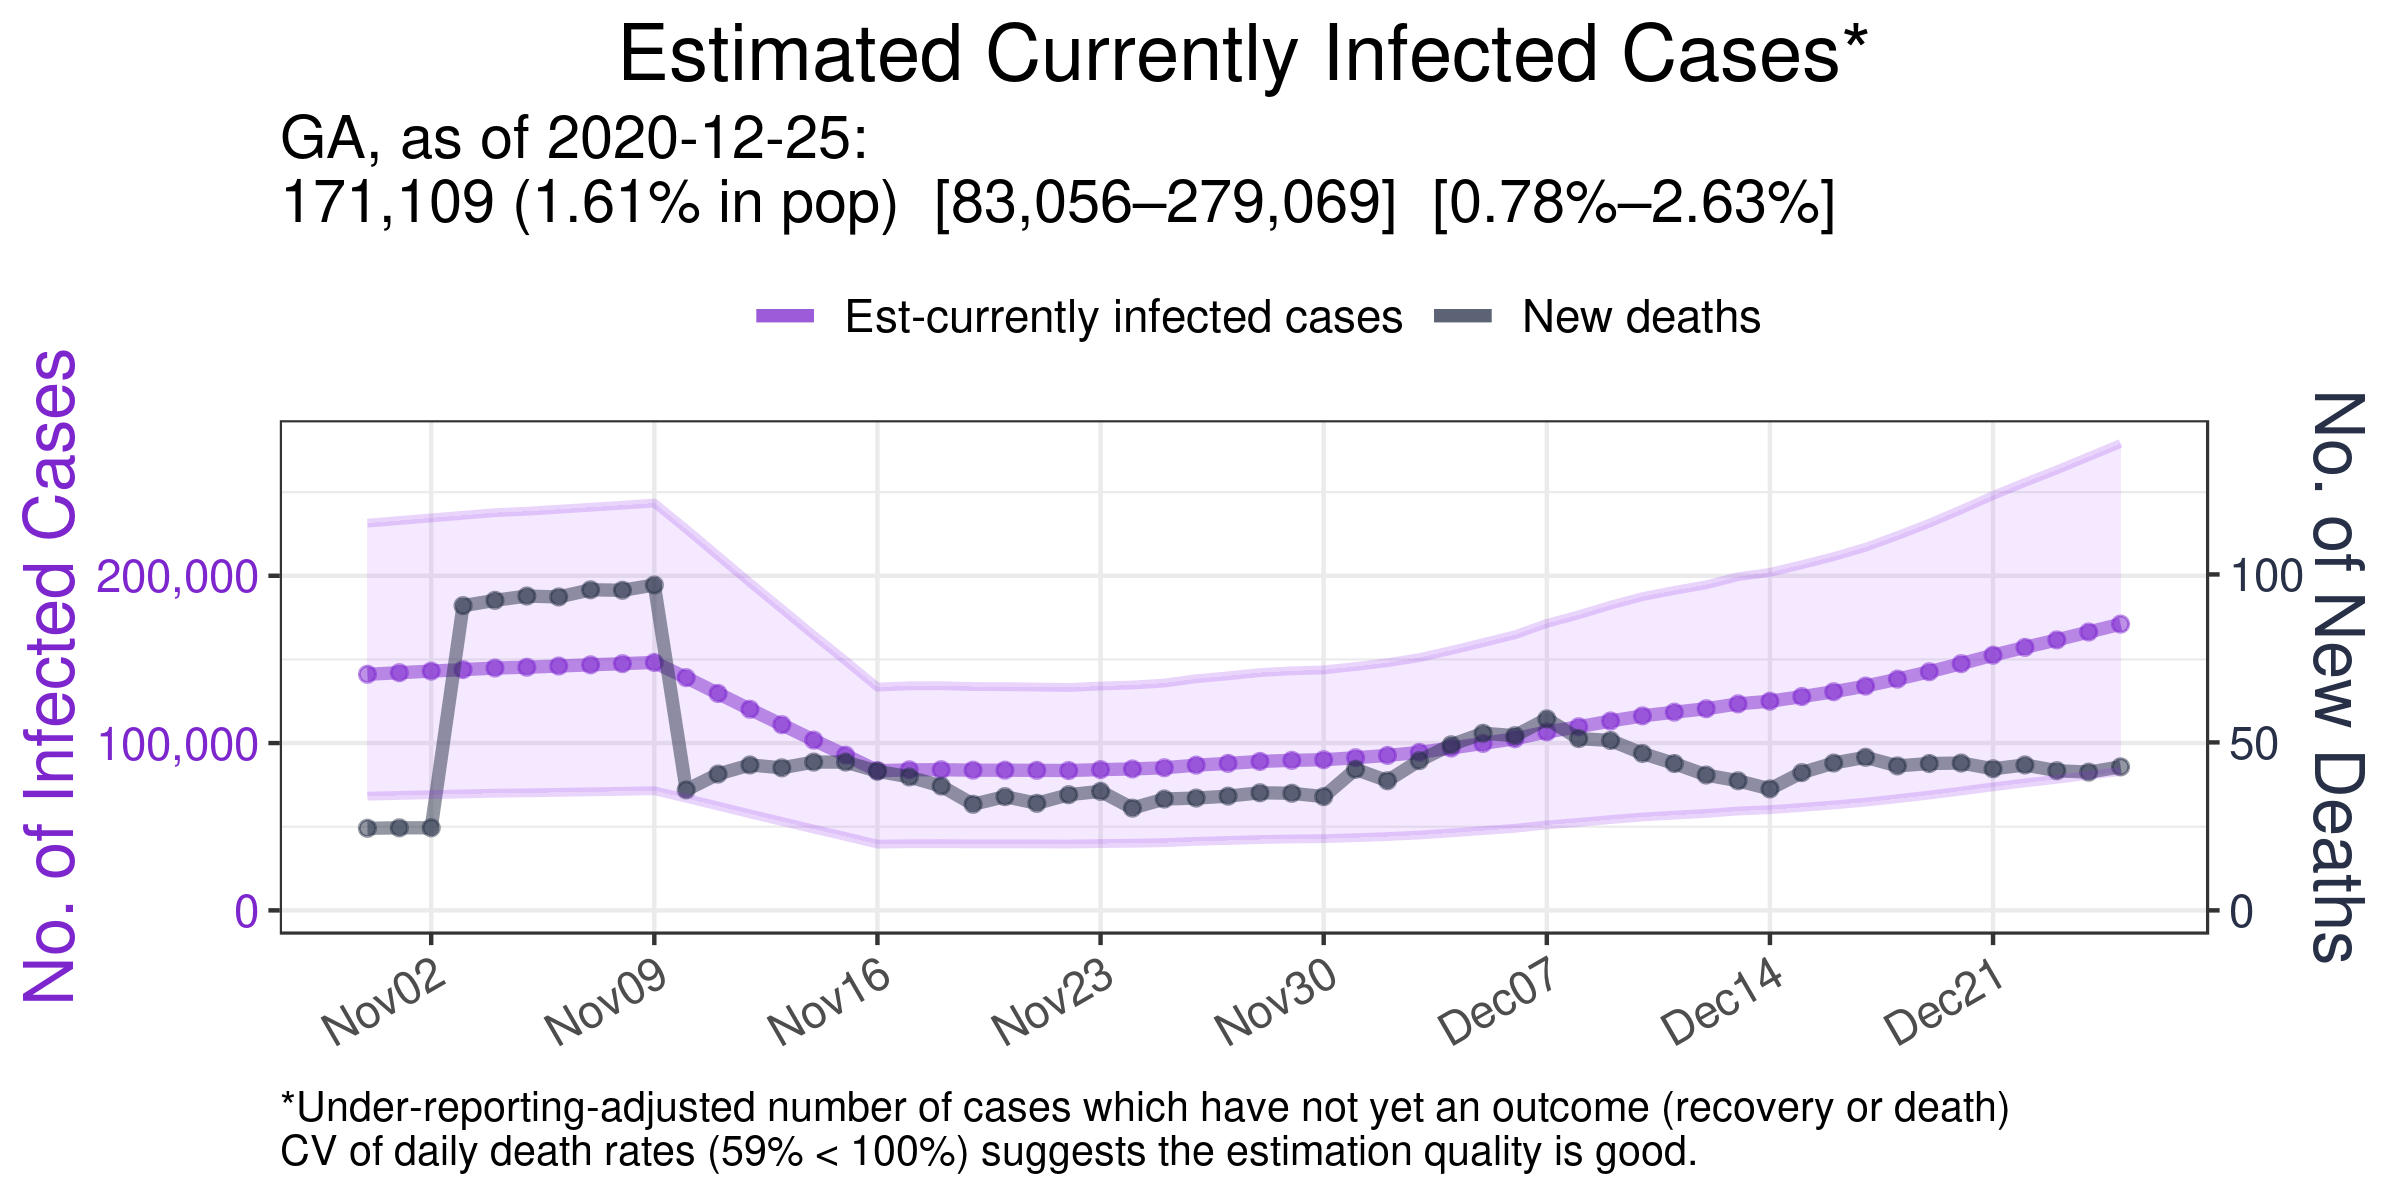 Estimated Currently Infected Cases*
GA, as of 2020-12-25:
171,109 (1.61% in pop)  [83,056–279,069]  [0.78%–2.63%]
Est-currently infected cases
New deaths
No. of Infected Cases
200,000
100,000
0
No. of New Deaths
100
50
0
Nov02
Nov09
Nov16
Nov23
Nov30
Dec07
Dec14
Dec21
*Under-reporting-adjusted number of cases which have not yet an outcome (recovery or death)
CV of daily death rates (59% < 100%) suggests the estimation quality is good.